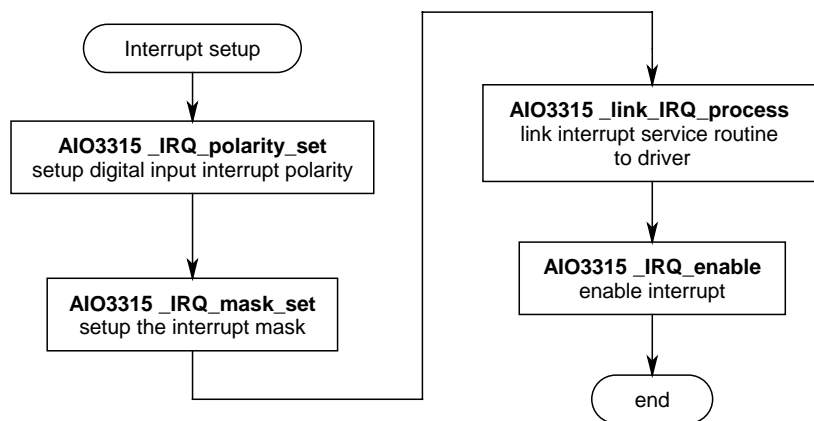 Interrupt setup
AIO3315 _IRQ_polarity_set
setup digital input interrupt polarity
AIO3315 _IRQ_mask_set
setup the interrupt mask
AIO3315 _link_IRQ_process
link interrupt service routine
to driver
AIO3315 _IRQ_enable
enable interrupt
end